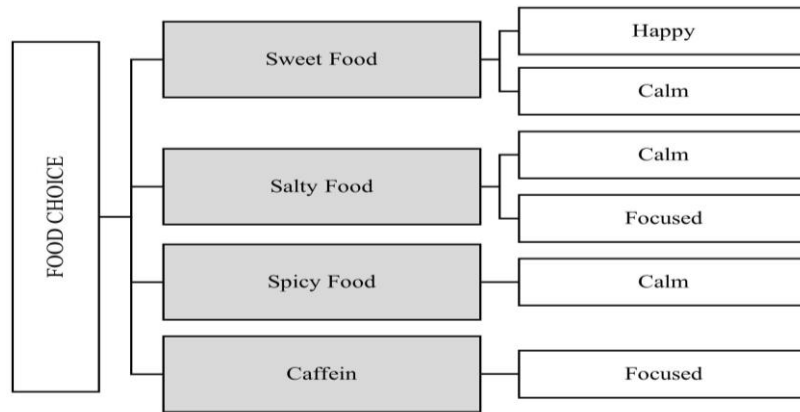 FOOD CHOICE
Sweet Food
Happy
Calm
Salty Food
Calm
Focused
Spicy Food
Calm
Caffein
Focused